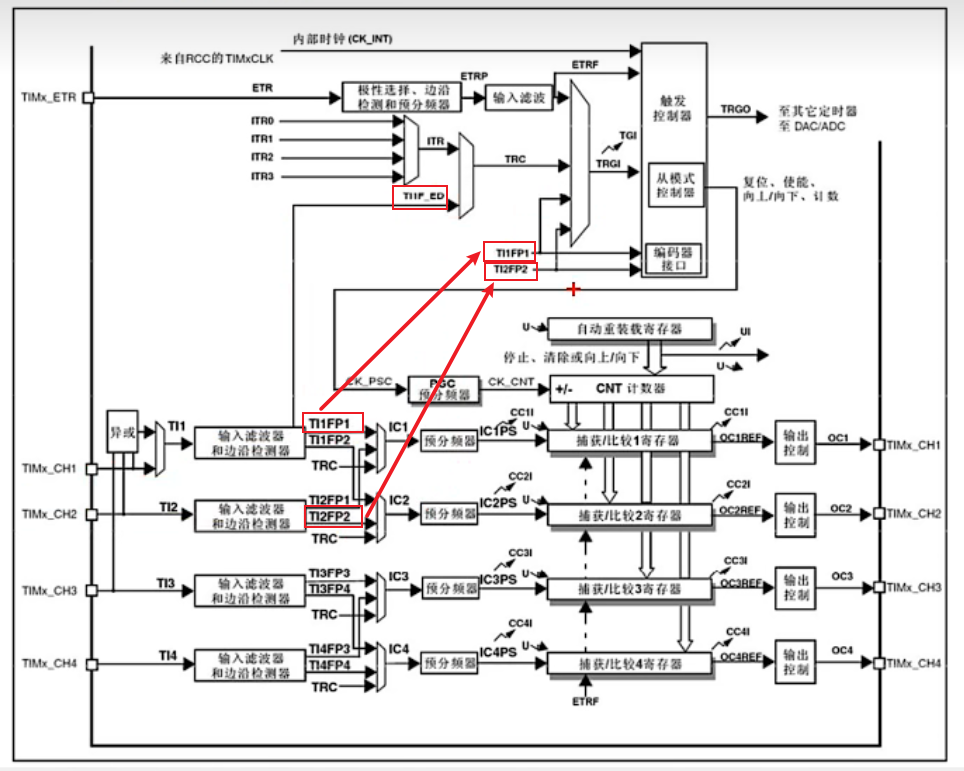 内部时钟(CK_INT)
来自RCC的TIMxCLK
TIMx_ETR
ETR
极性选择、边沿
检测和预分频器
ETRP
输入滤波
ETRF
触发
控制器
TRGO
至其它定时器
至 DAC/ADC
ITR0
ITR1
ITR2
ITR3
ITR
TRC
TGI
TRGI
TI1F_ED
从模式
控制器
复位、使能、
向上/向下、计数
TI1FP1
TI2FP2
编码器
接口
U
自动重装载寄存器
UI
U
停止、清除或向上/向下
CK_PSC
PSC
预分频器
CK_CNT
+/-
CNT 计数器
异或
TI1
TIMx_CH1
输入滤波器
和边沿检测器
TI1FP1
TI1FP2
TRC
IC1
预分频器
IC1PS
CC1I
U
捕获/比较1寄存器
CC1I
OC1REF
输出
控制
OC1
TIMx_CH1
TIMx_CH2
TI2
输入滤波器
和边沿检测器
TI2FP1
TI2FP2
TRC
IC2
预分频器
IC2PS
CC2I
U
捕获/比较2寄存器
CC2I
OC2REF
输出
控制
OC2
TIMx_CH2
TIMx_CH3
TI3
输入滤波器
和边沿检测器
TI3FP3
TI3FP4
TRC
IC3
预分频器
IC3PS
CC3I
U
捕获/比较3寄存器
CC3I
OC3REF
输出
控制
OC3
TIMx_CH3
TIMx_CH4
TI4
输入滤波器
和边沿检测器
TI4FP3
TI4FP4
TRC
IC4
预分频器
IC4PS
CC4I
U
捕获/比较4寄存器
CC4I
OC4REF
输出
控制
OC4
TIMx_CH4
ETRF